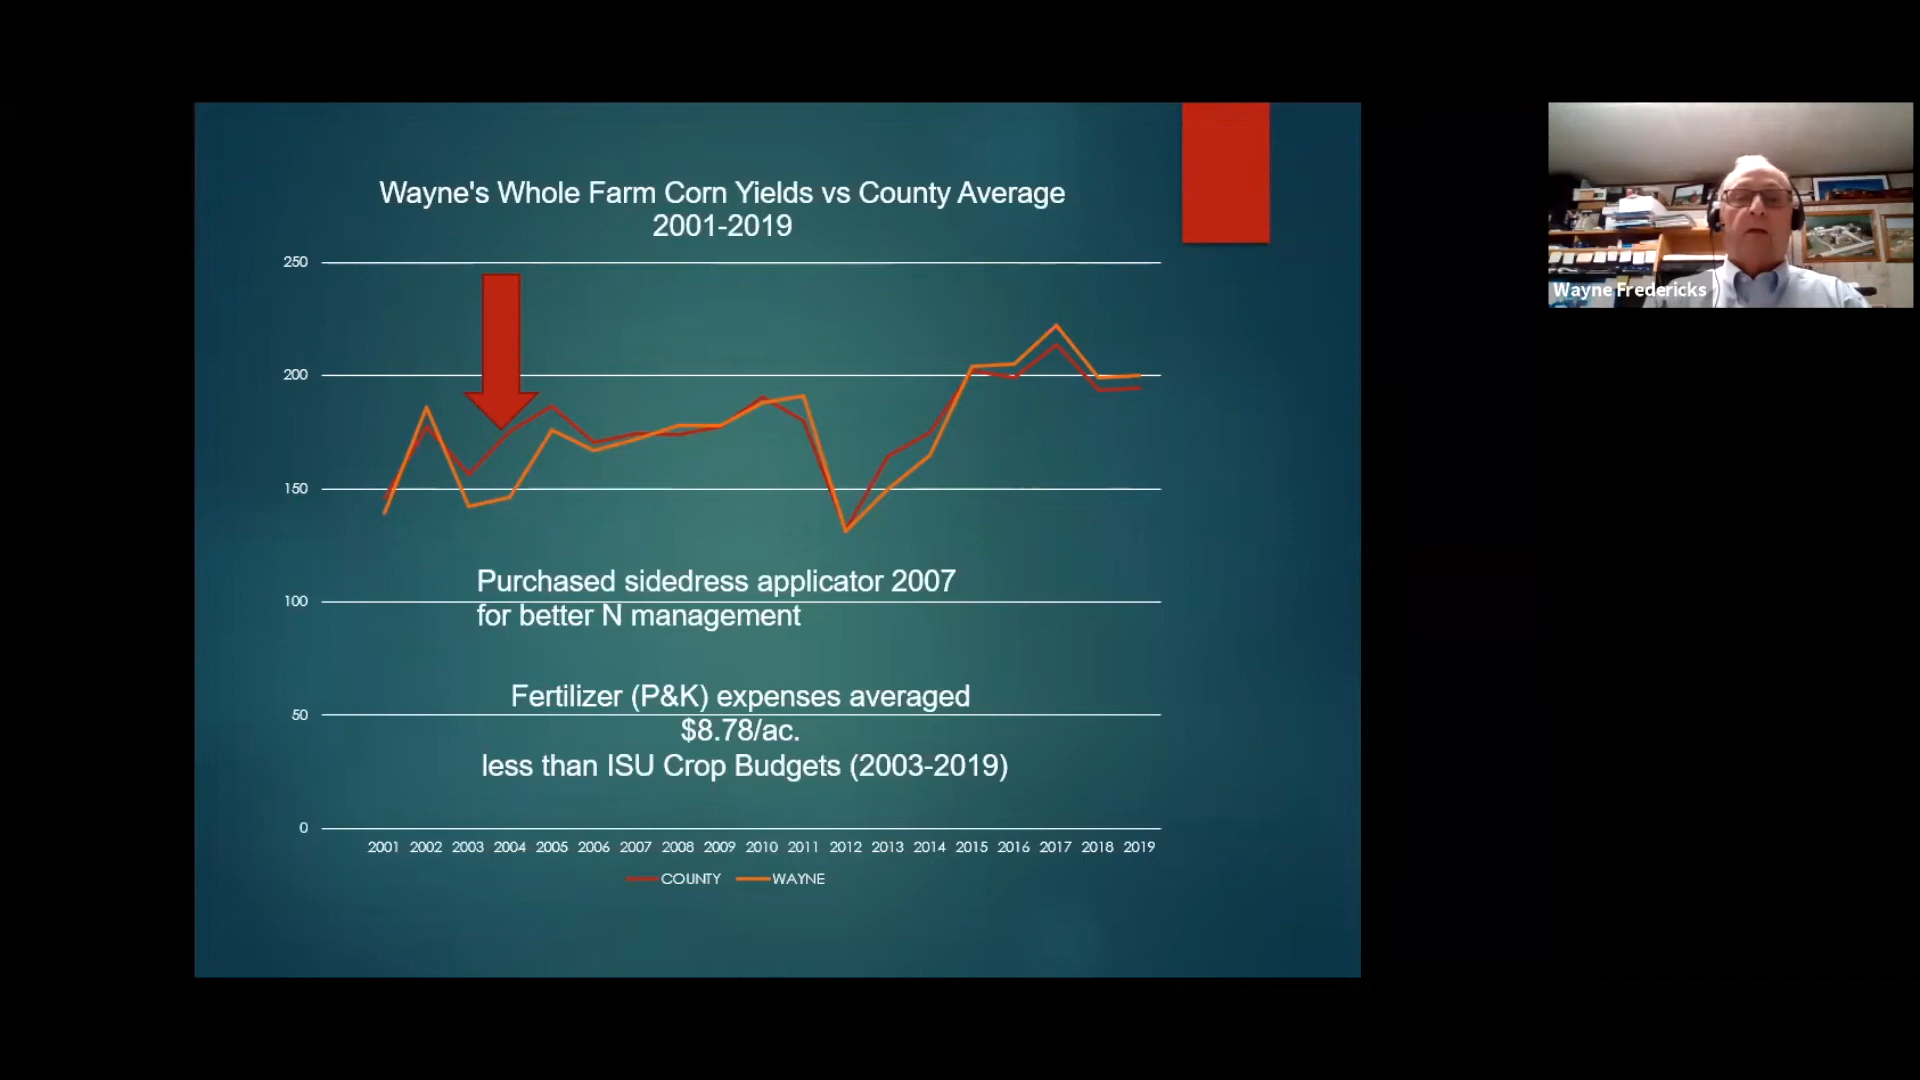 Wayne's Whole Farm Corn Yields vs County Average
2001-2019
250
200
150
100
50
0
Purchased sidedress applicator 2007
for better N management
Fertilizer (P&K) expenses averaged
$8.78/ac.
less than ISU Crop Budgets (2003-2019)
2001 2002 2003 2004 2005 2006 2007 2008 2009 2010 2011 2012 2013 2014 2015 2016 2017 2018 2019
COUNTY WAYNE
Wayne Fredericks